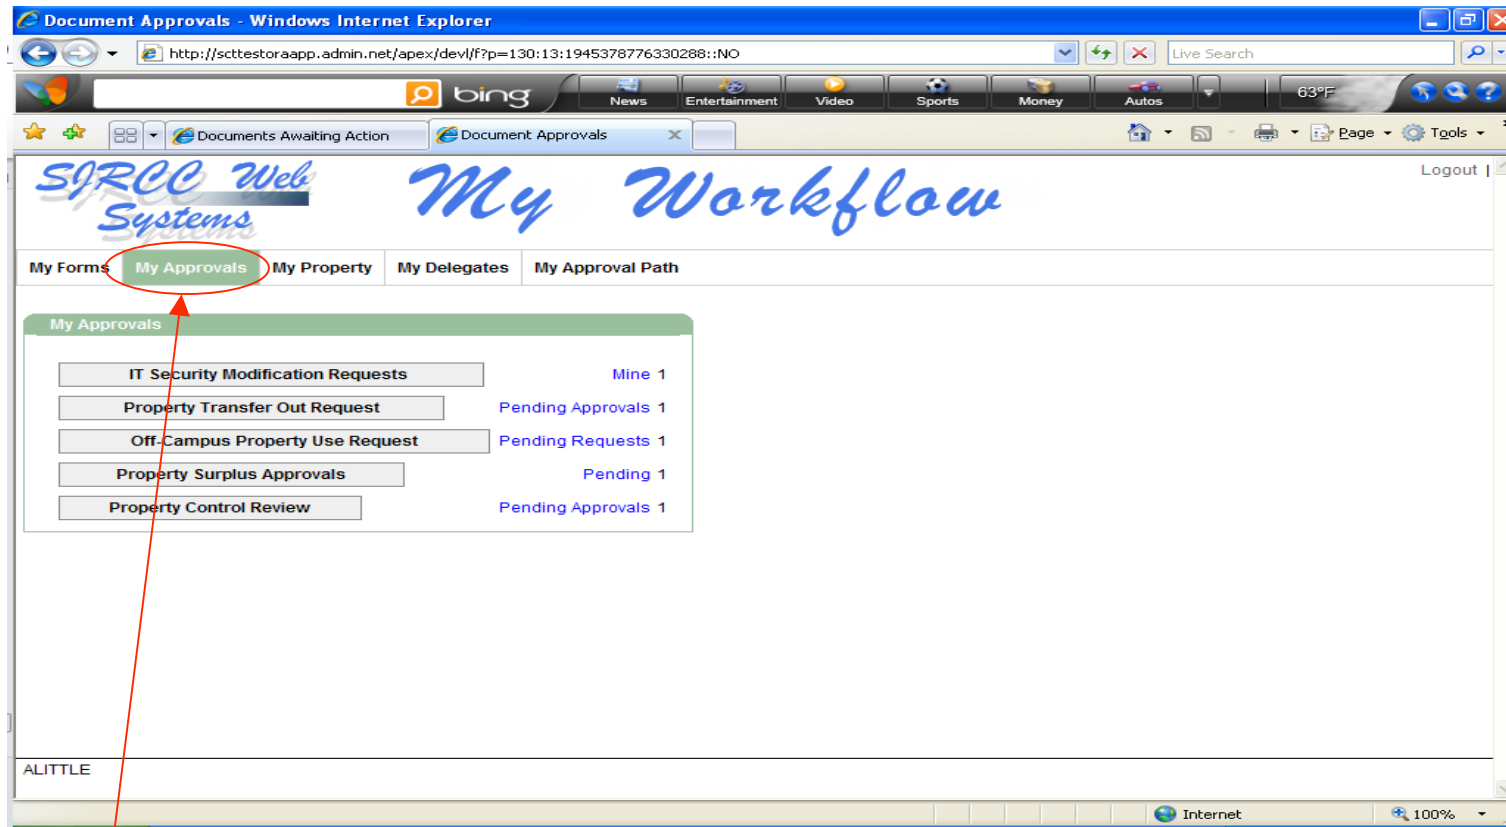 Document Approvals - Windows Internet Explorer
http://scttestoraapp.admin.net/apex/devl/f?p=130:13:1945378776330288::NO
Live Search
bing News Entertainment Video Sports Money Autos 63°F
Documents Awaiting Action Document Approvals Page Tools
SJRCC Web
Systems
My Workflow
Logout |
My Forms My Approvals My Property My Delegates My Approval Path
My Approvals
IT Security Modification Requests Mine 1
Property Transfer Out Request Pending Approvals 1
Off-Campus Property Use Request Pending Requests 1
Property Surplus Approvals Pending 1
Property Control Review Pending Approvals 1
ALITTLE
Internet 100%